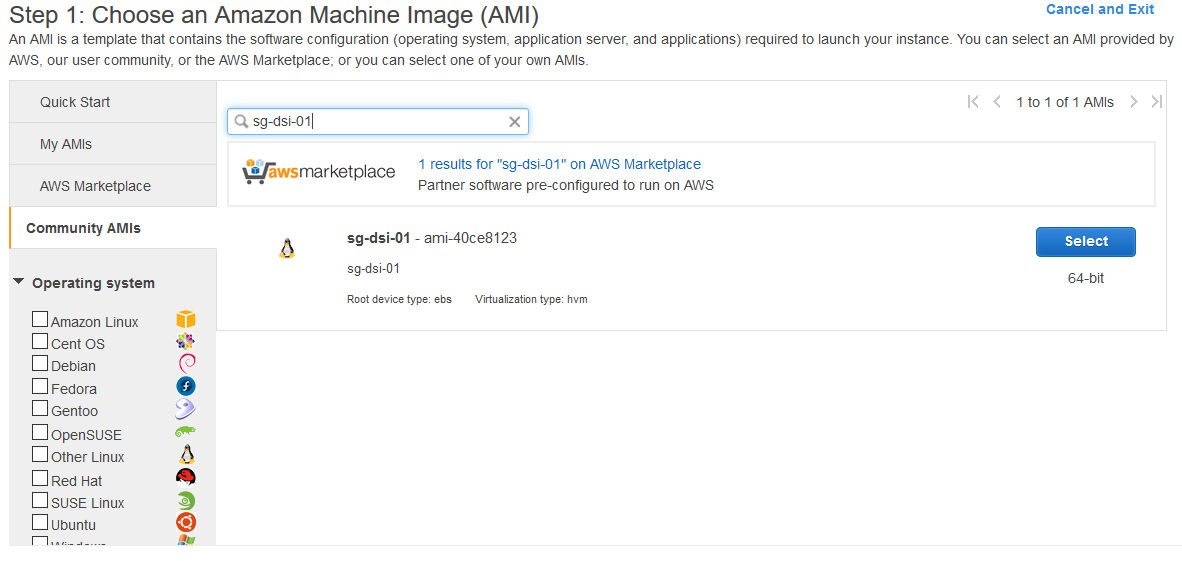 Step 1: Choose an Amazon Machine Image (AMI)
Cancel and Exit
An AMI is a template that contains the software configuration (operating system, application server, and applications) required to launch your instance. You can select an AMI provided by
AWS, our user community, or the AWS Marketplace; or you can select one of your own AMIs.
Quick Start
My AMIs
AWS Marketplace
Community AMIs
Operating system
Amazon Linux
Cent OS
Debian
Fedora
Gentoo
OpenSUSE
Other Linux
Red Hat
SUSE Linux
Ubuntu
Windows
1 to 1 of 1 AMIs
sg-dsi-01
awsmarketplace
1 results for "sg-dsi-01" on AWS Marketplace
Partner software pre-configured to run on AWS
sg-dsi-01 - ami-40ce8123
sg-dsi-01
Root device type: ebs Virtualization type: hvm
Select
64-bit